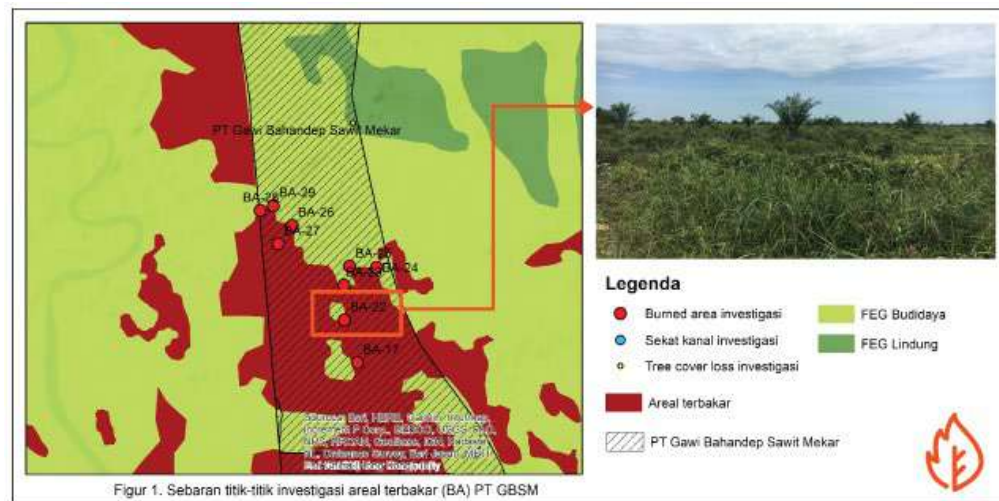 PT Gawi Bahandep Sawit Mekar
BA-29
BA-26
BA-27
BA-24
BA-22
BA-17
Figur 1. Sebaran titik-titik investigasi areal terbakar (BA) PT GBSM
Legenda
Burned area investigasi
Sekat kanal investigasi
Tree cover loss investigasi
Areal terbakar
PT Gawi Bahandep Sawit Mekar
FEG Budidaya
FEG Lindung